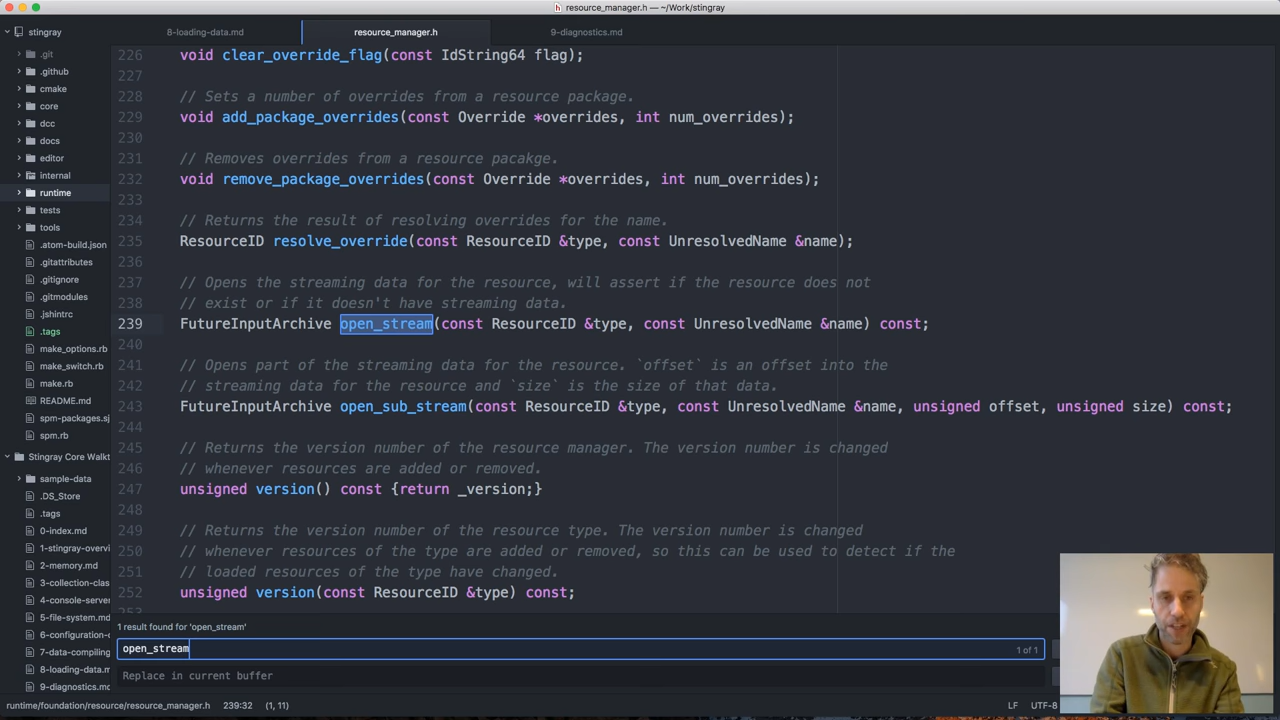 resource_manager.h — ~/Work/stingray
stingray
8-loading-data.md
resource_manager.h
9-diagnostics.md
.git
.github
cmake
core
dcc
docs
editor
internal
runtime
tests
tools
.atom-build.json
.gitattributes
.gitignore
.gitmodules
.jshintrc
.tags
make_options.rb
make_switch.rb
make.rb
README.md
spm-packages.sj
spm.rb
Stingray Core Walkt
sample-data
.DS_Store
.tags
0-index.md
1-stingray-overvi
2-memory.md
3-collection-clas
4-console-server
5-file-system.md
6-configuration-
7-data-compiling
8-loading-data.m
9-diagnostics.md
226 void clear_override_flag(const IdString64 flag);
227
228 // Sets a number of overrides from a resource package.
229 void add_package_overrides(const Override *overrides, int num_overrides);
230
231 // Removes overrides from a resource pacakge.
232 void remove_package_overrides(const Override *overrides, int num_overrides);
233
234 // Returns the result of resolving overrides for the name.
235 ResourceID resolve_override(const ResourceID &type, const UnresolvedName &name);
236
237 // Opens the streaming data for the resource, will assert if the resource does not
238 // exist or if it doesn't have streaming data.
239 FutureInputArchive open_stream(const ResourceID &type, const UnresolvedName &name) const;
240
241 // Opens part of the streaming data for the resource. `offset` is an offset into the
242 // streaming data for the resource and `size` is the size of that data.
243 FutureInputArchive open_sub_stream(const ResourceID &type, const UnresolvedName &name, unsigned offset, unsigned size) const;
244
245 // Returns the version number of the resource manager. The version number is changed
246 // whenever resources are added or removed.
247 unsigned version() const {return _version;}
248
249 // Returns the version number of the resource type. The version number is changed
250 // whenever resources of the type are added or removed, so this can be used to detect if the
251 // loaded resources of the type have changed.
252 unsigned version(const ResourceID &type) const;
253
1 result found for 'open_stream'
open_stream
1 of 1
Replace in current buffer
runtime/foundation/resource/resource_manager.h 239:32 (1, 11)
LF UTF-8